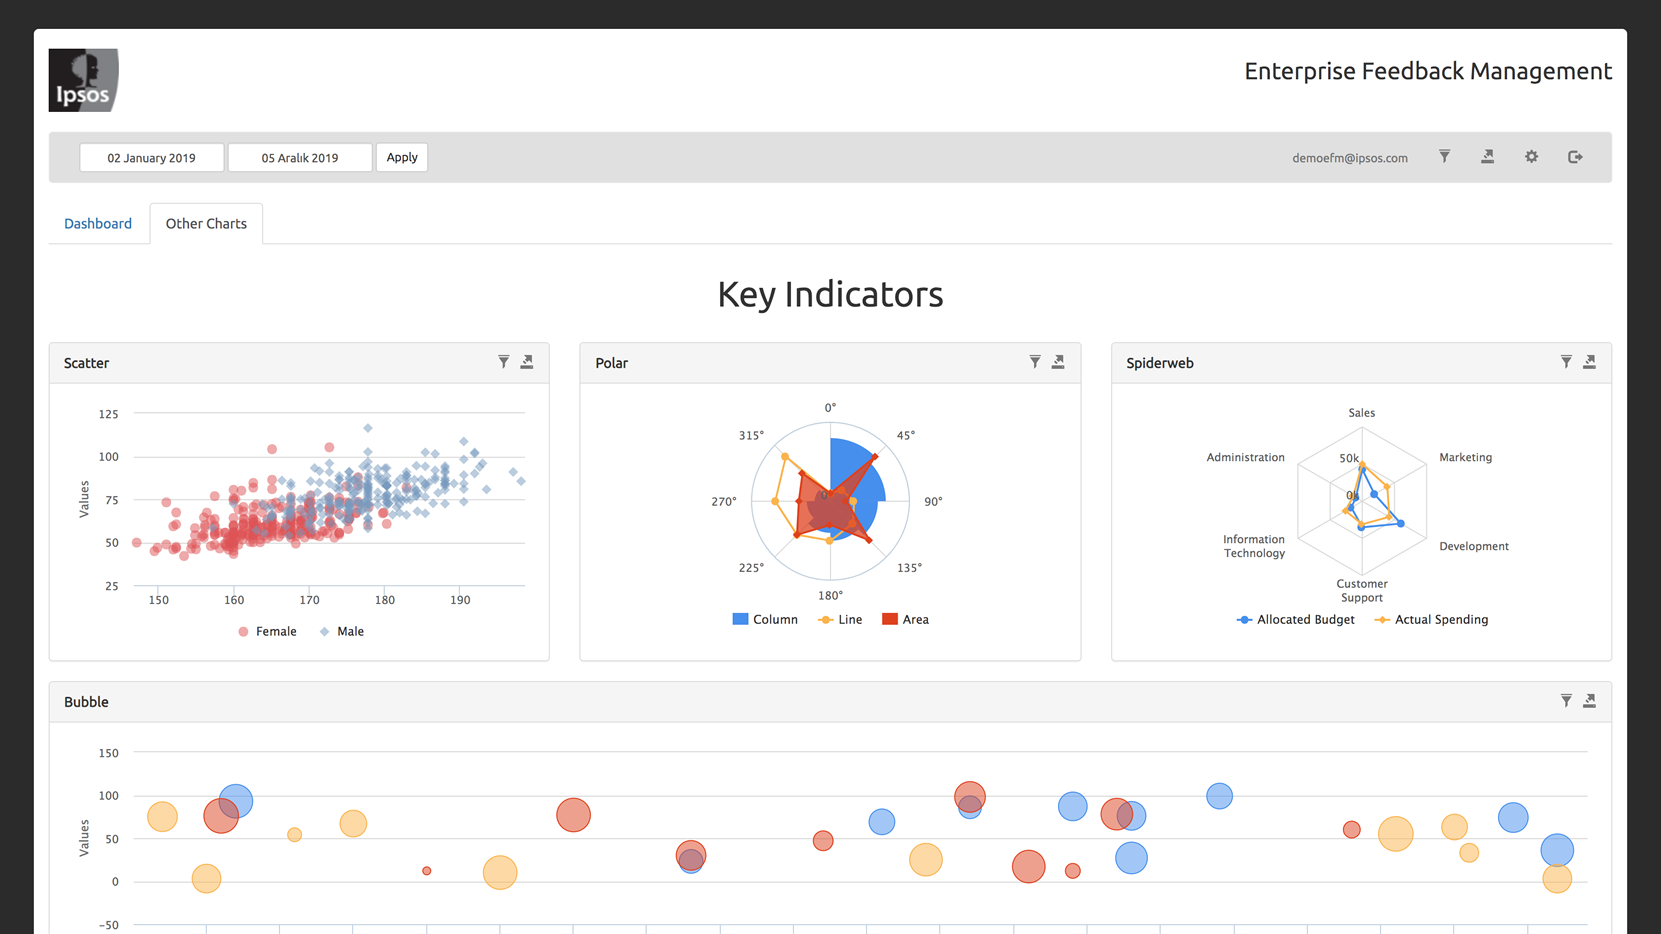 Ipsos
Enterprise Feedback Management
02 January 2019
05 Aralık 2019
Apply
demoefm@ipsos.com
Dashboard
Other Charts
Key Indicators
Scatter
125
100
75
50
25
Values
150
160
170
180
190
Female
Male
Polar
0°
45°
90°
135°
180°
225°
270°
315°
0
Column
Line
Area
Spiderweb
Sales
Marketing
Development
Customer
Support
Information
Technology
Administration
50k
0k
Allocated Budget
Actual Spending
Bubble
150
100
50
0
−50
Values